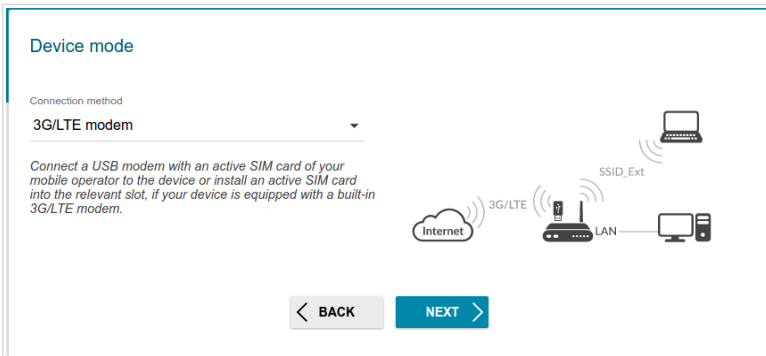 Device mode
Connection method
3G/LTE modem
Connect a USB modem with an active SIM card of your
mobile operator to the device or install an active SIM card
into the relevant slot, if your device is equipped with a built-in
3G/LTE modem.
SSID_Ext
3G/LTE
Internet
LAN
BACK
NEXT